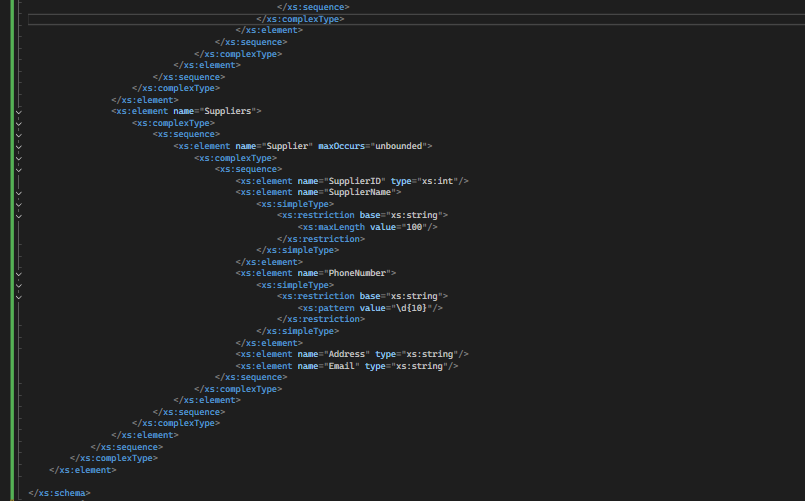 </xs:sequence>
</xs:complexType>
</xs:element>
</xs:sequence>
</xs:complexType>
</xs:element>
</xs:sequence>
</xs:complexType>
</xs:element>
<xs:element name="Suppliers">
<xs:complexType>
<xs:sequence>
<xs:element name="Supplier" maxOccurs="unbounded">
<xs:complexType>
<xs:sequence>
<xs:element name="SupplierID" type="xs:int"/>
<xs:element name="SupplierName">
<xs:simpleType>
<xs:restriction base="xs:string">
<xs:maxLength value="100"/>
</xs:restriction>
</xs:simpleType>
</xs:element>
<xs:element name="PhoneNumber">
<xs:simpleType>
<xs:restriction base="xs:string">
<xs:pattern value="\d{10}"/>
</xs:restriction>
</xs:simpleType>
</xs:element>
<xs:element name="Address" type="xs:string"/>
<xs:element name="Email" type="xs:string"/>
</xs:sequence>
</xs:complexType>
</xs:element>
</xs:sequence>
</xs:complexType>
</xs:element>
</xs:sequence>
</xs:complexType>
</xs:element>
</xs:schema>